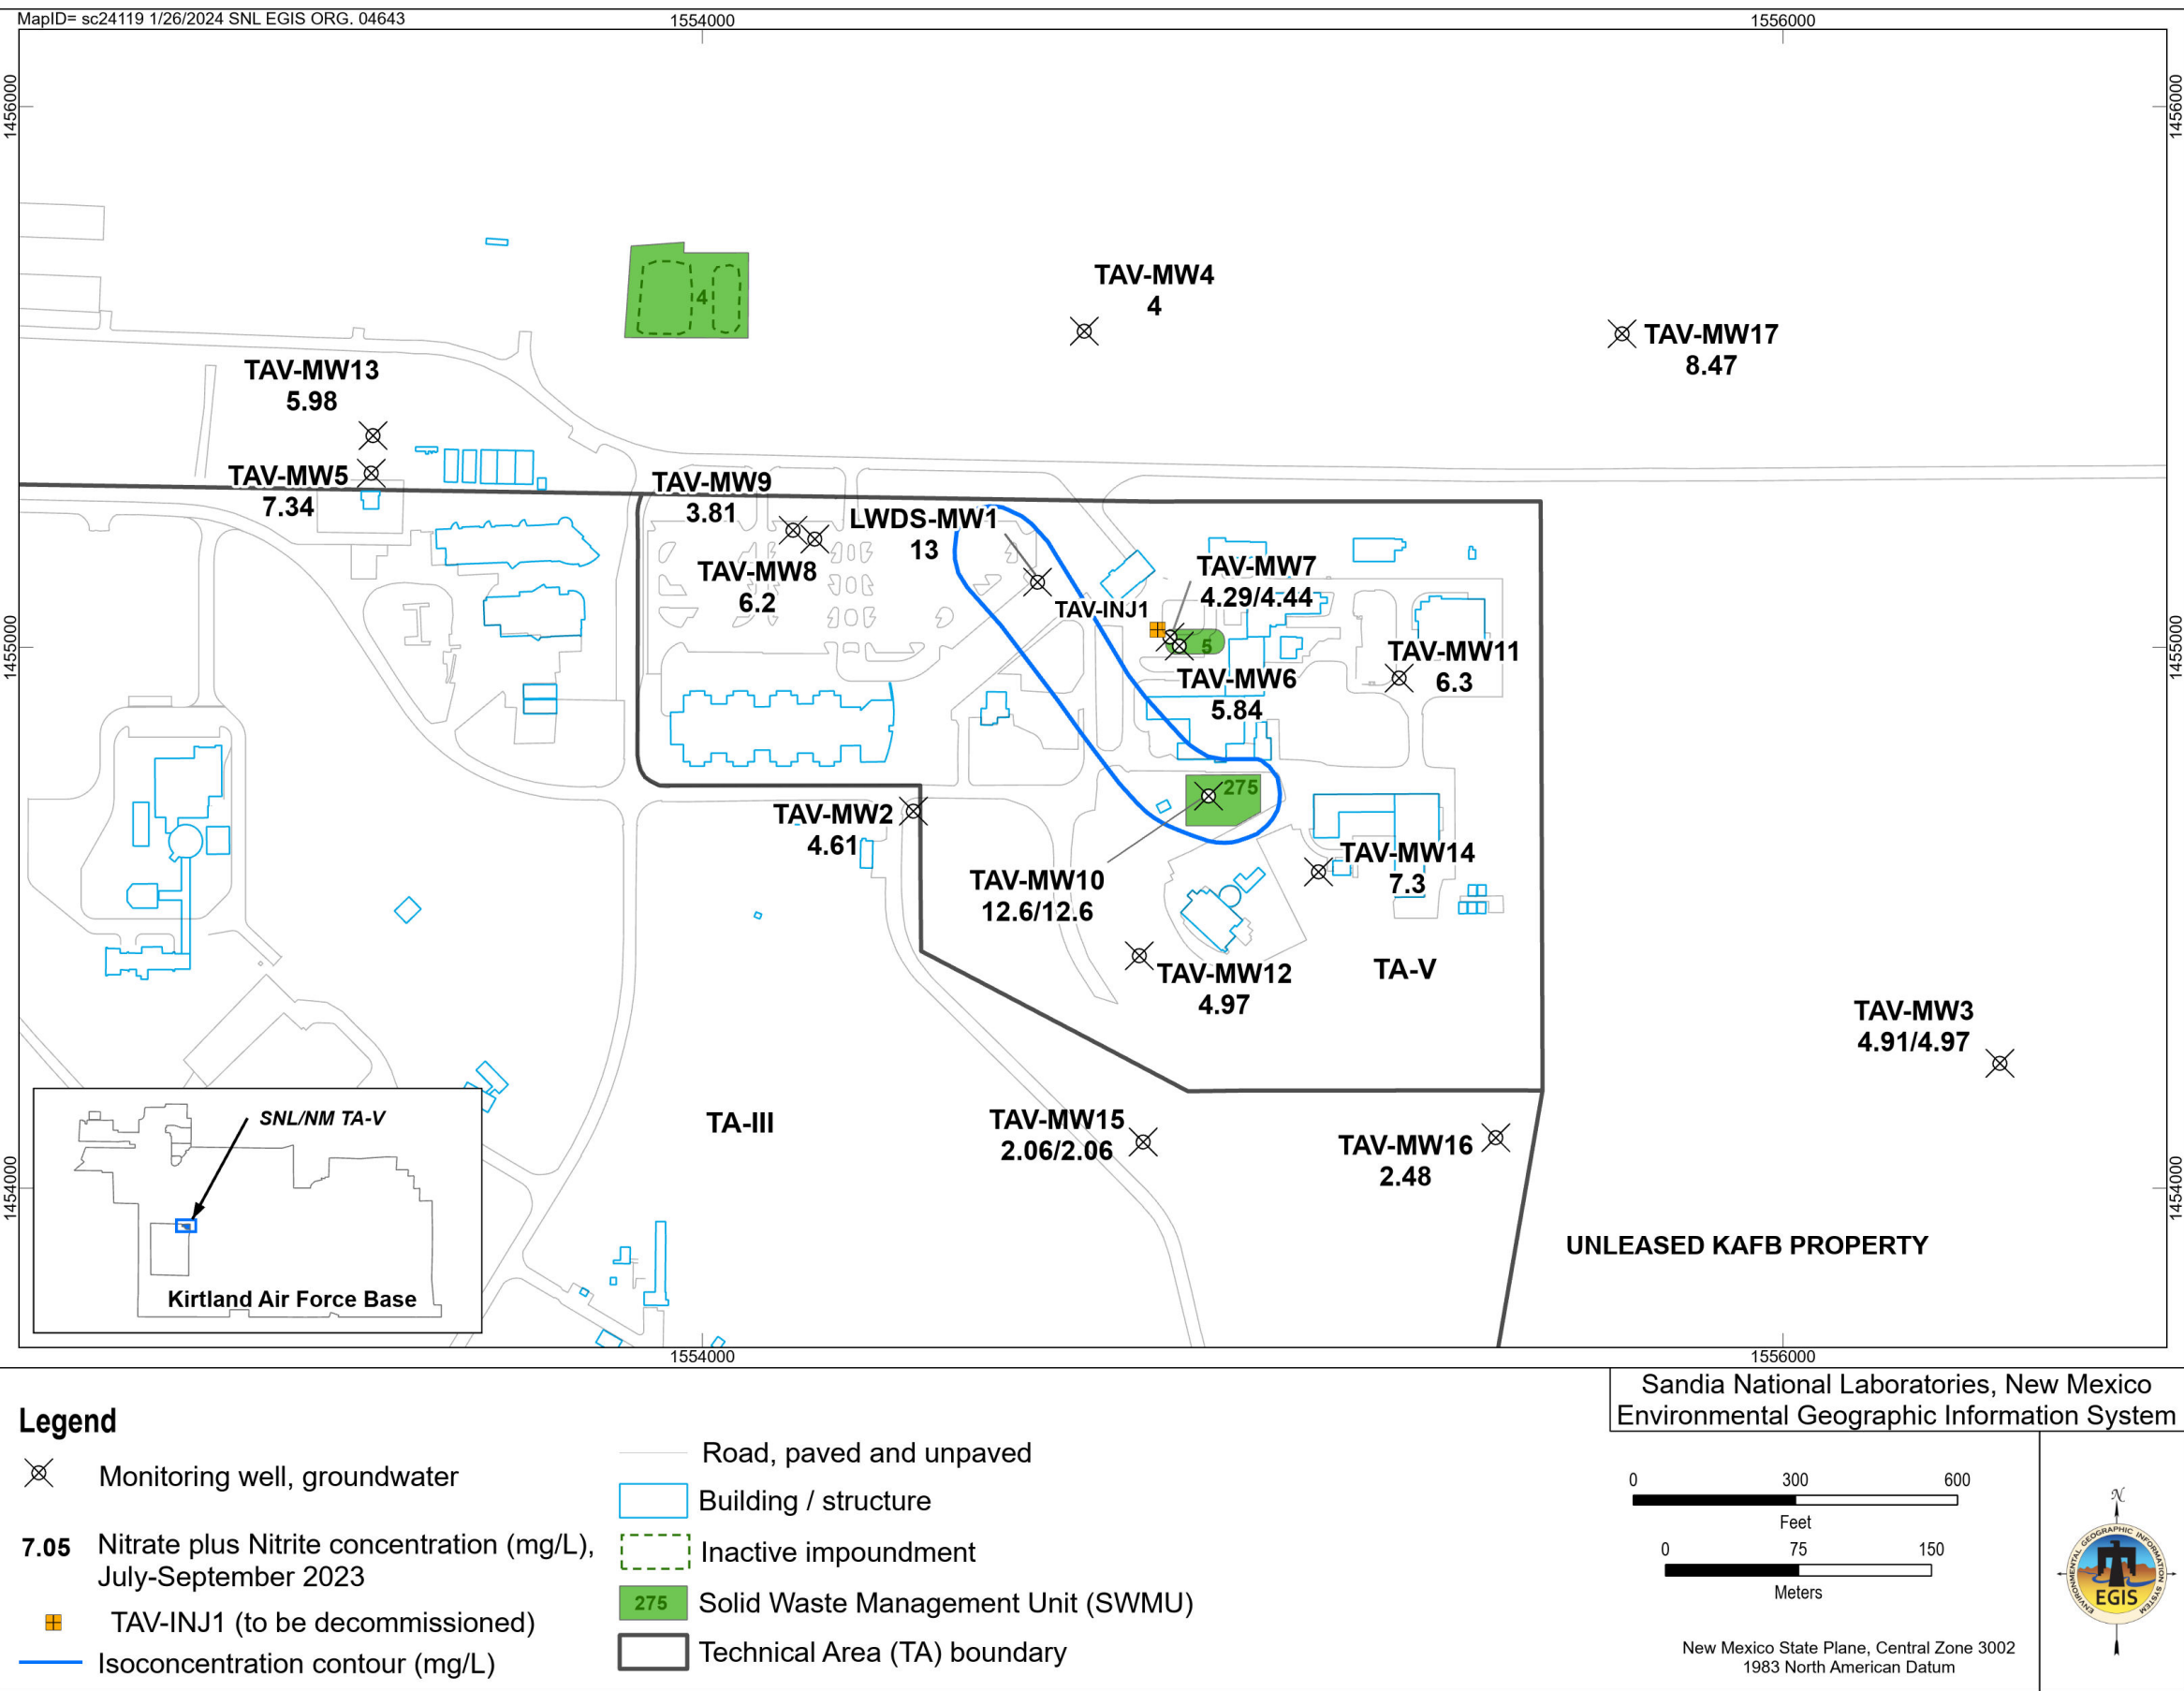 MapID= sc24119 1/26/2024 SNL EGIS ORG. 04643
1554000
1556000
1456000
1456000
TAV-MW4
4
4
TAV-MW17
8.47
TAV-MW13
5.98
TAV-MW5
7.34
TAV-MW9
3.81
LWDS-MW1
13
TAV-MW8
6.2
TAV-MW7
4.29/4.44
TAV-INJ1
5
TAV-MW11
6.3
TAV-MW6
5.84
1455000
1455000
275
TAV-MW2
4.61
TAV-MW10
12.6/12.6
TAV-MW14
7.3
TAV-MW12
4.97
TA-V
TAV-MW3
4.91/4.97
TA-III
TAV-MW15
2.06/2.06
TAV-MW16
2.48
1454000
1454000
SNL/NM TA-V
Kirtland Air Force Base
UNLEASED KAFB PROPERTY
1554000
1556000
Legend
Monitoring well, groundwater
7.05 Nitrate plus Nitrite concentration (mg/L),
July-September 2023
TAV-INJ1 (to be decommissioned)
Isoconcentration contour (mg/L)
Road, paved and unpaved
Building / structure
Inactive impoundment
275 Solid Waste Management Unit (SWMU)
Technical Area (TA) boundary
Sandia National Laboratories, New Mexico
Environmental Geographic Information System
0 300 600
Feet
0 75 150
Meters
New Mexico State Plane, Central Zone 3002
1983 North American Datum
N
ENVIRONMENTAL GEOGRAPHIC INFORMATION SYSTEM
EGIS